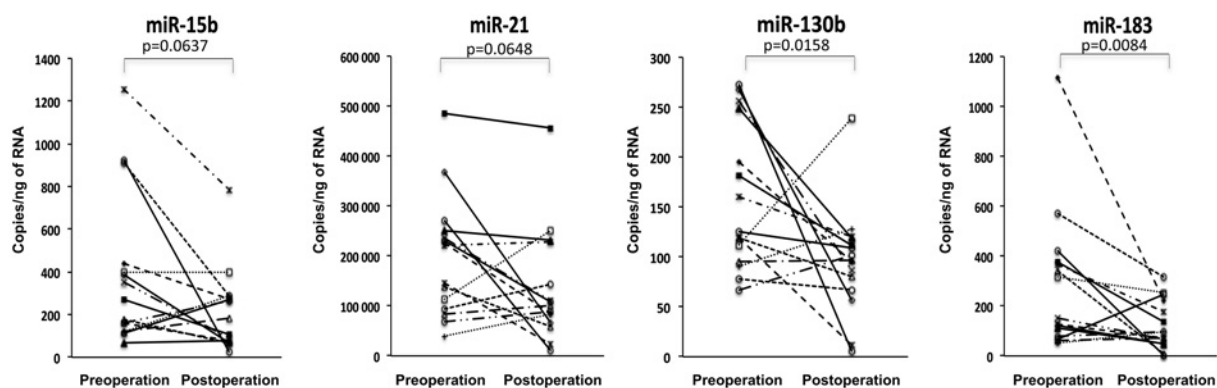 miR-15b
p=0.0637
1400
1200
1000
800
600
400
200
0
Copies/ng of RNA
Preoperation Postoperation
miR-21
p=0.0648
600 000
500 000
400 000
300 000
200 000
100 000
0
Copies/ng of RNA
Preoperation Postoperation
miR-130b
p=0.0158
300
250
200
150
100
50
0
Copies/ng of RNA
Preoperation Postoperation
miR-183
p=0.0084
1200
1000
800
600
400
200
0
Copies/ng of RNA
Preoperation Postoperation